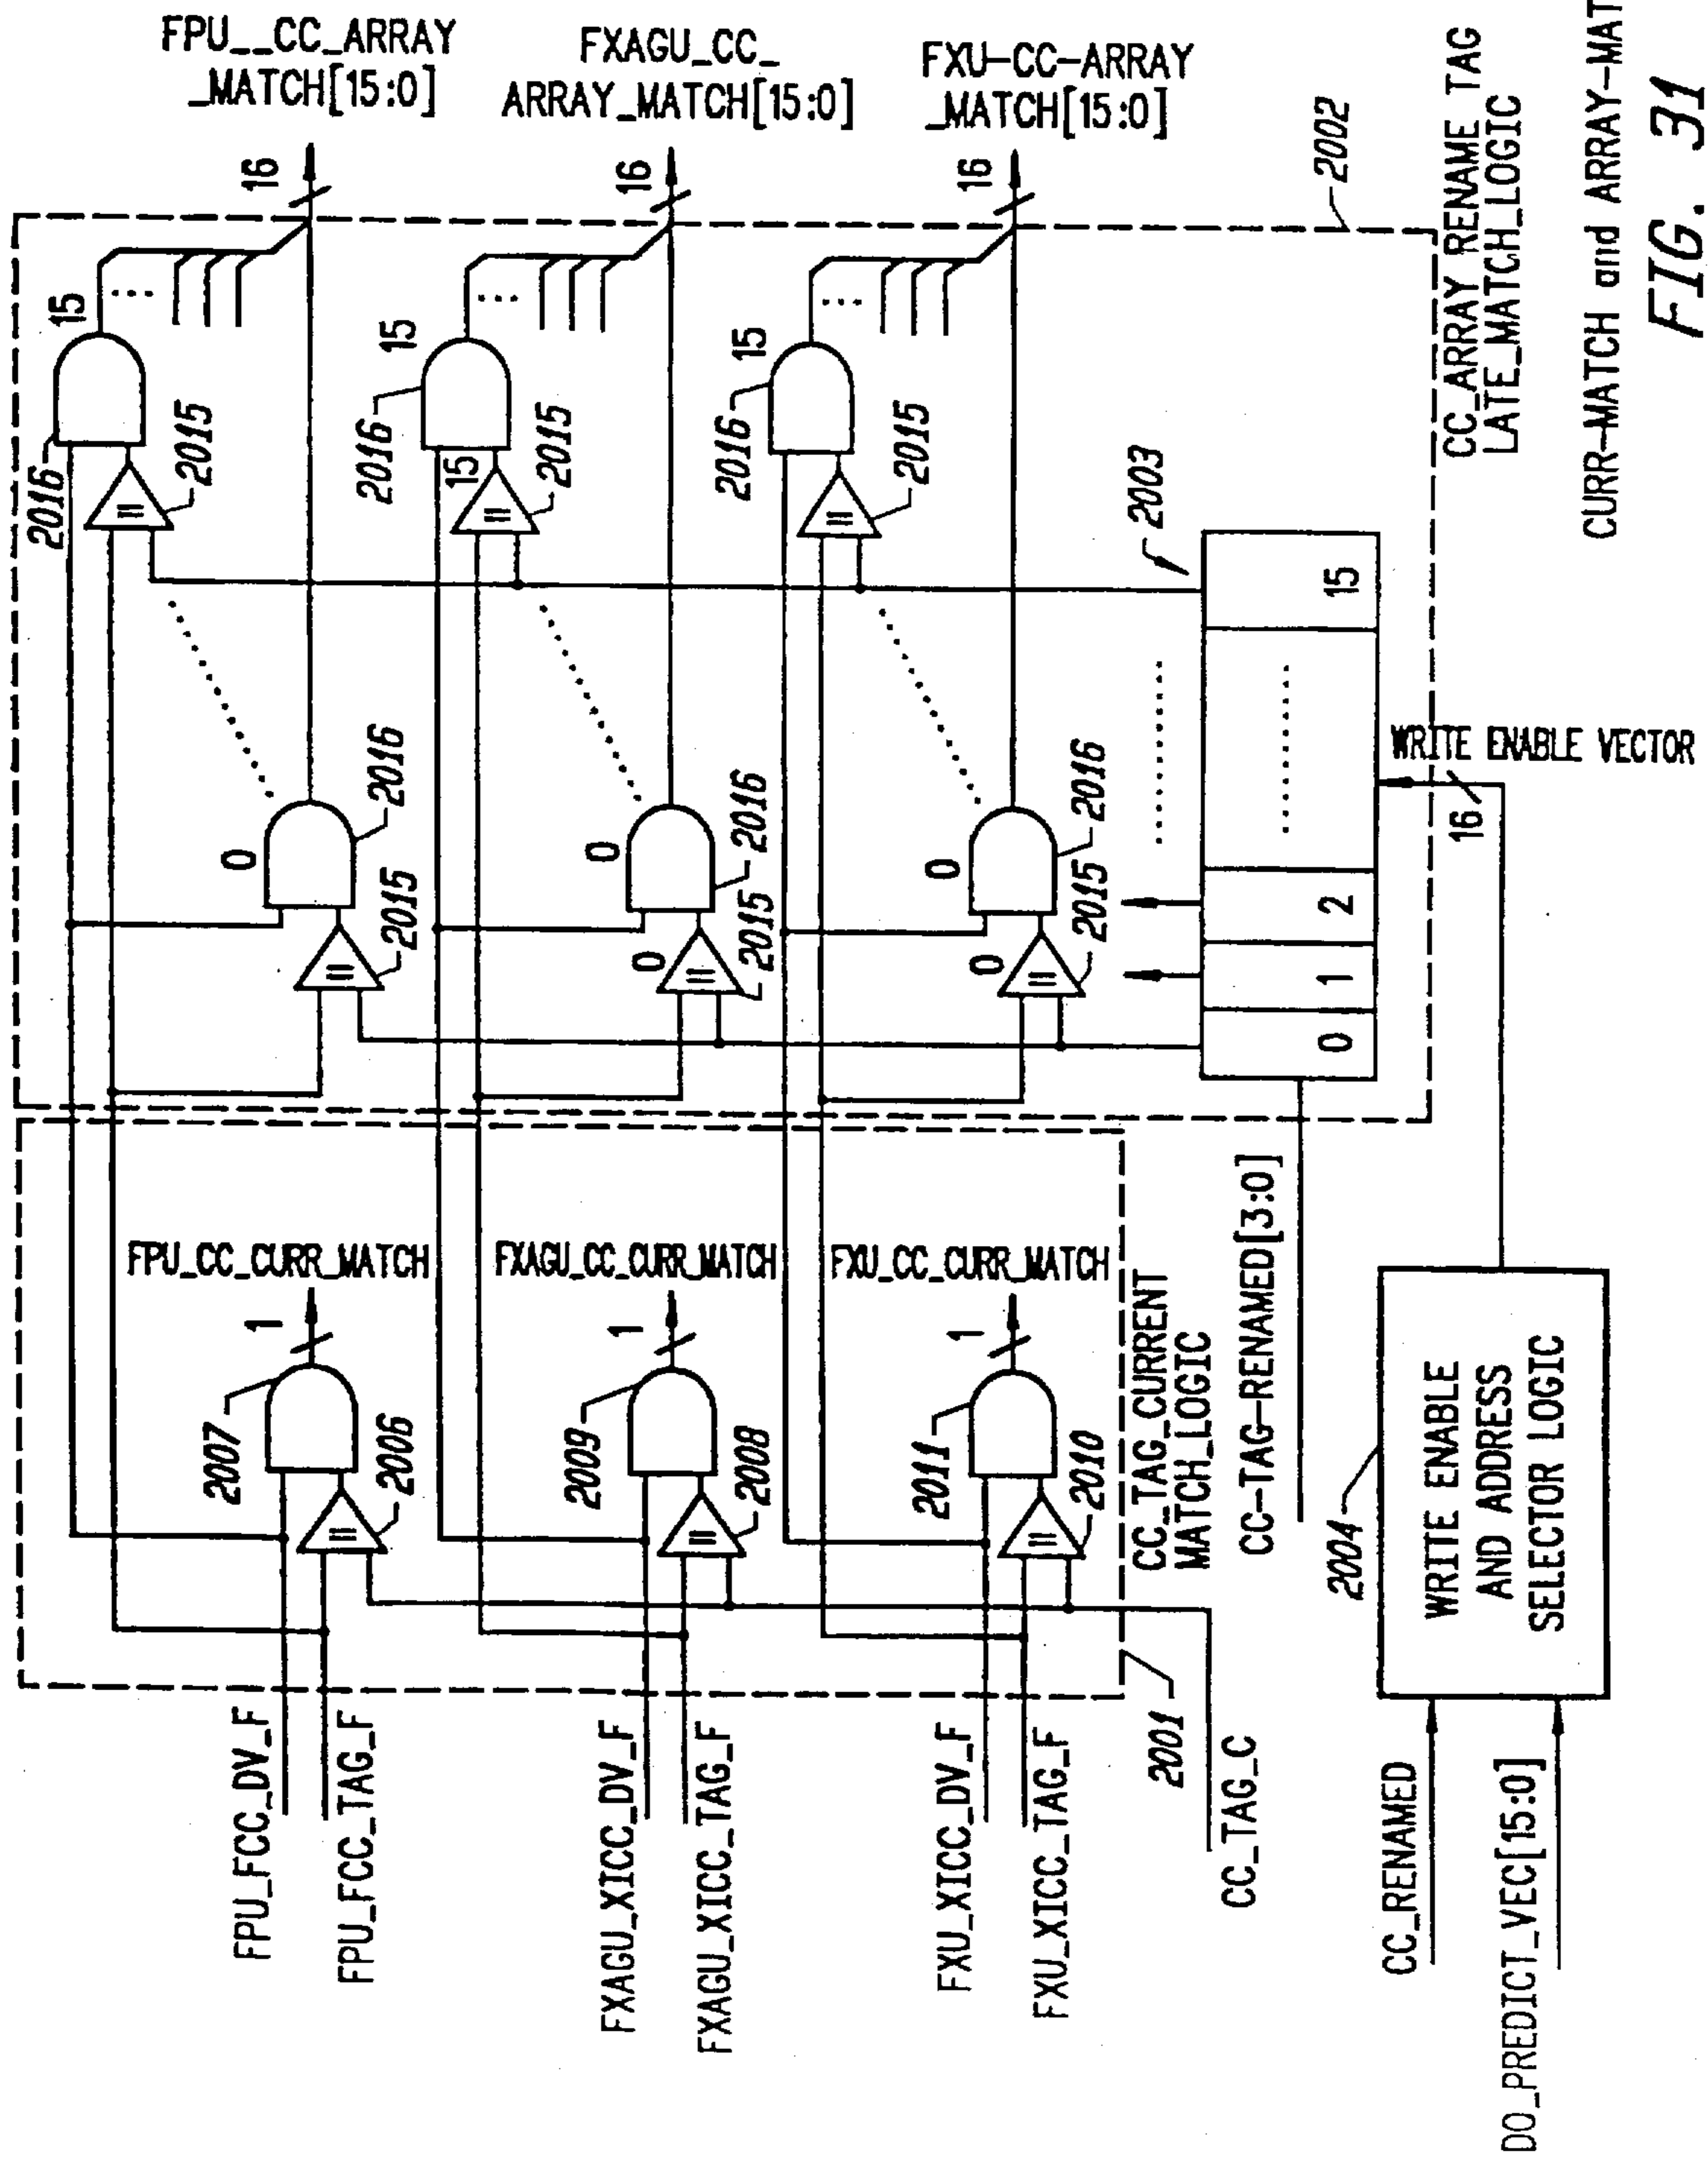 FPU__CC_ARRAY
_MATCH[15:0]
FXAGU_CC_
ARRAY_MATCH[15:0]
FXU-CC-ARRAY
_MATCH[15:0]
16
16
16
15
2016
2015
15
2016
15
2015
15
2016
2015
0
2016
2015
0
2016
0
2015
0
2016
0
2015
2003
2002
0
1
2
15
CC_ARRAY RENAME TAG
LATE_MATCH_LOGIC
WRITE ENABLE VECTOR
16
FPU_CC_CURR_MATCH
1
2007
2006
FXAGU_CC_CURR_MATCH
1
2009
2008
FXU_CC_CURR_MATCH
1
2011
2010
CC_TAG_CURRENT
MATCH_LOGIC
2001
CC-TAG-RENAMED[3:0]
2004
WRITE ENABLE
AND ADDRESS
SELECTOR LOGIC
FPU_FCC_DV_F
FPU_FCC_TAG_F
FXAGU_XICC_DV_F
FXAGU_XICC_TAG_F
FXU_XICC_DV_F
FXU_XICC_TAG_F
CC_TAG_C
CC_RENAMED
DO_PREDICT_VEC[15:0]
CURR-MATCH and ARRAY-MAT
FIG. 31